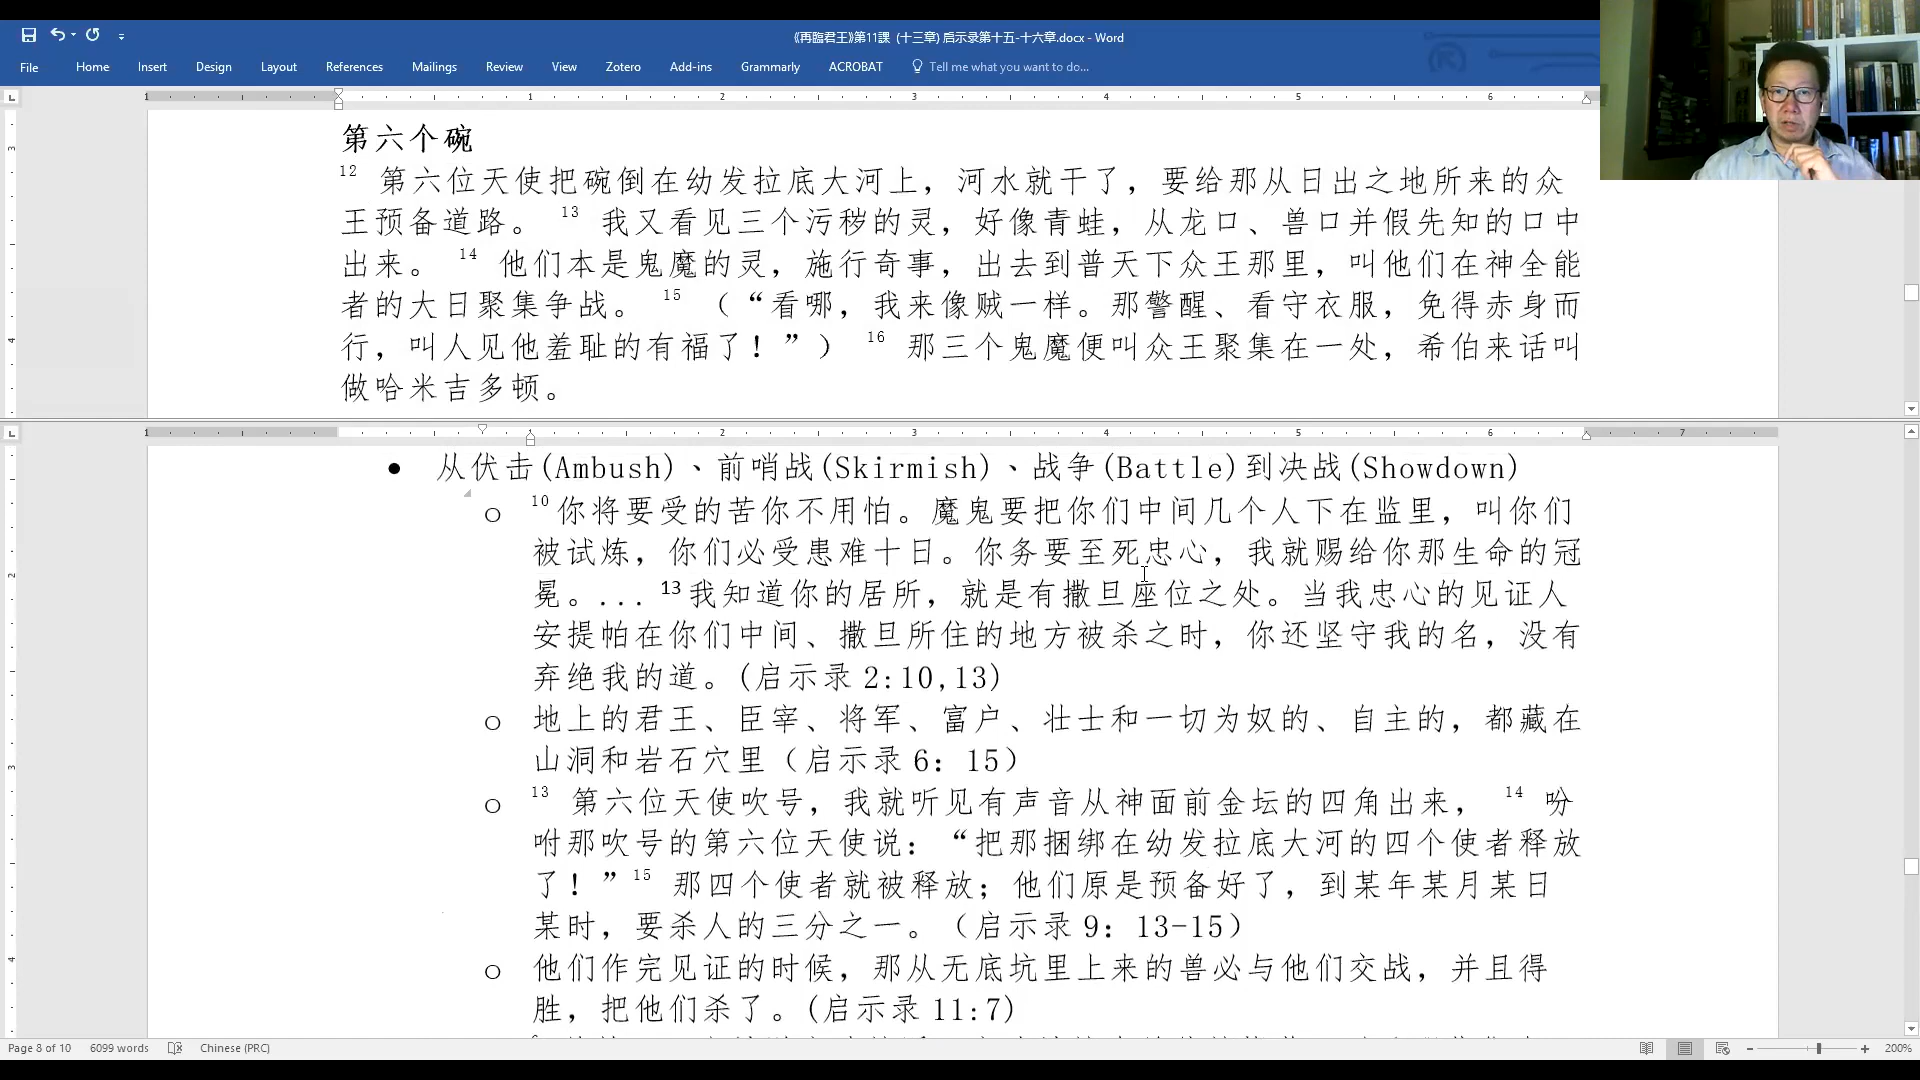 《再臨君王》第11課 (十三章) 启示录第十五-十六章.docx - Word
File Home Insert Design Layout References Mailings Review View Zotero Add-ins Grammarly ACROBAT Tell me what you want to do...
1 1 2 3 4 5 6
第六个碗
12 第六位天使把碗倒在幼发拉底大河上，河水就干了，要给那从日出之地所来的众
王预备道路。 13 我又看见三个污秽的灵，好像青蛙，从龙口、兽口并假先知的口中
出来。 14 他们本是鬼魔的灵，施行奇事，出去到普天下众王那里，叫他们在神全能
者的大日聚集争战。 15 （“看哪，我来像贼一样。那警醒、看守衣服，免得赤身而
行，叫人见他羞耻的有福了！”） 16 那三个鬼魔便叫众王聚集在一处，希伯来话叫
做哈米吉多顿。
1 2 3 4 5 6 7
● 从伏击(Ambush)、前哨战(Skirmish)、战争(Battle)到决战(Showdown)
o 10你将要受的苦你不用怕。魔鬼要把你们中间几个人下在监里，叫你们
被试炼，你们必受患难十日。你务要至死忠心，我就赐给你那生命的冠
冕。... 13我知道你的居所，就是有撒旦座位之处。当我忠心的见证人
安提帕在你们中间、撒旦所住的地方被杀之时，你还坚守我的名，没有
弃绝我的道。(启示录 2:10,13)
o 地上的君王、臣宰、将军、富户、壮士和一切为奴的、自主的，都藏在
山洞和岩石穴里（启示录 6：15）
o 13 第六位天使吹号，我就听见有声音从神面前金坛的四角出来， 14 吩
咐那吹号的第六位天使说：“把那捆绑在幼发拉底大河的四个使者释放
了！”15 那四个使者就被释放；他们原是预备好了，到某年某月某日
某时，要杀人的三分之一。（启示录 9：13-15）
o 他们作完见证的时候，那从无底坑里上来的兽必与他们交战，并且得
胜，把他们杀了。(启示录 11:7)
Page 8 of 10 6099 words Chinese (PRC) 200%